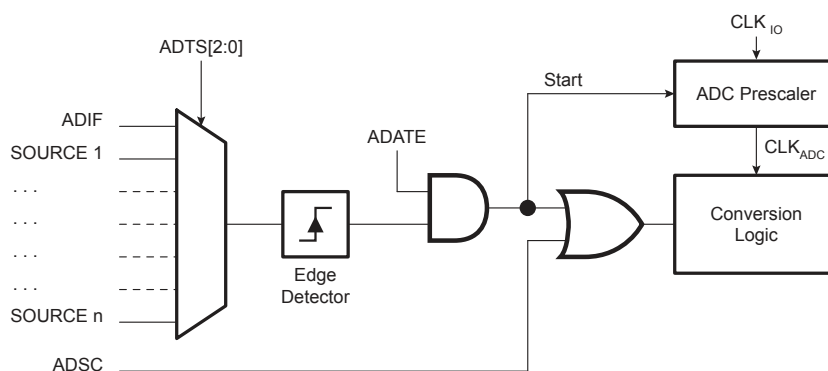 CLK IO
ADTS[2:0]
Start
ADC Prescaler
ADIF
ADATE
CLK ADC
SOURCE 1
. . .
. . .
. . .
SOURCE n
Edge
Detector
Conversion
Logic
ADSC